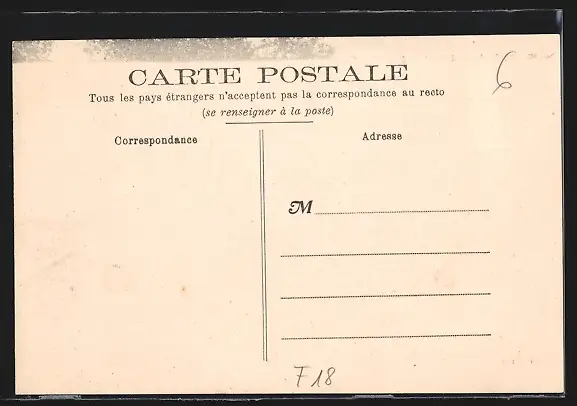 CARTE POSTALE
6
Tous les pays étrangers n'acceptent pas la correspondance au recto
(se renseigner à la poste)
Correspondance
Adresse
M
F 18